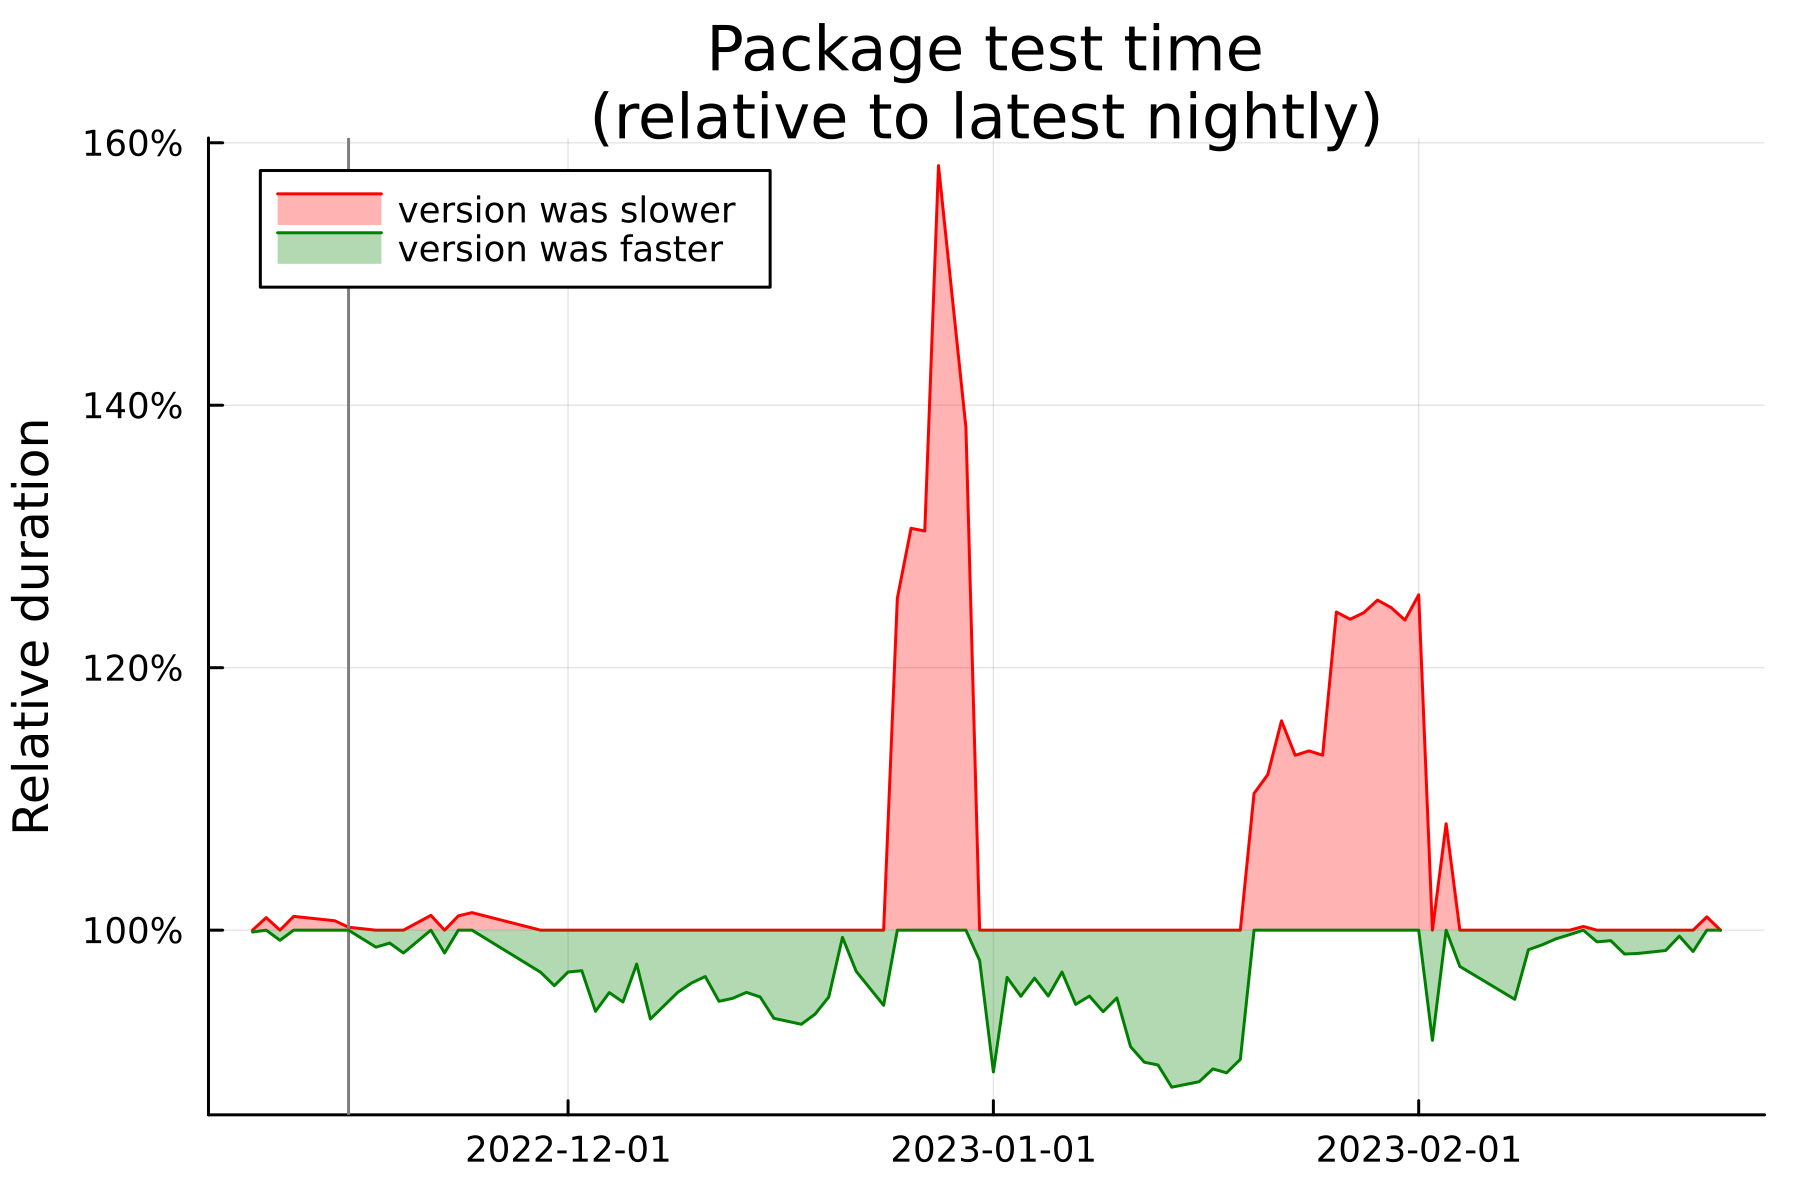 Package test time
(relative to latest nightly)
160%
version was slower
version was faster
140%
120%
100%
Relative duration
2022-12-01
2023-01-01
2023-02-01